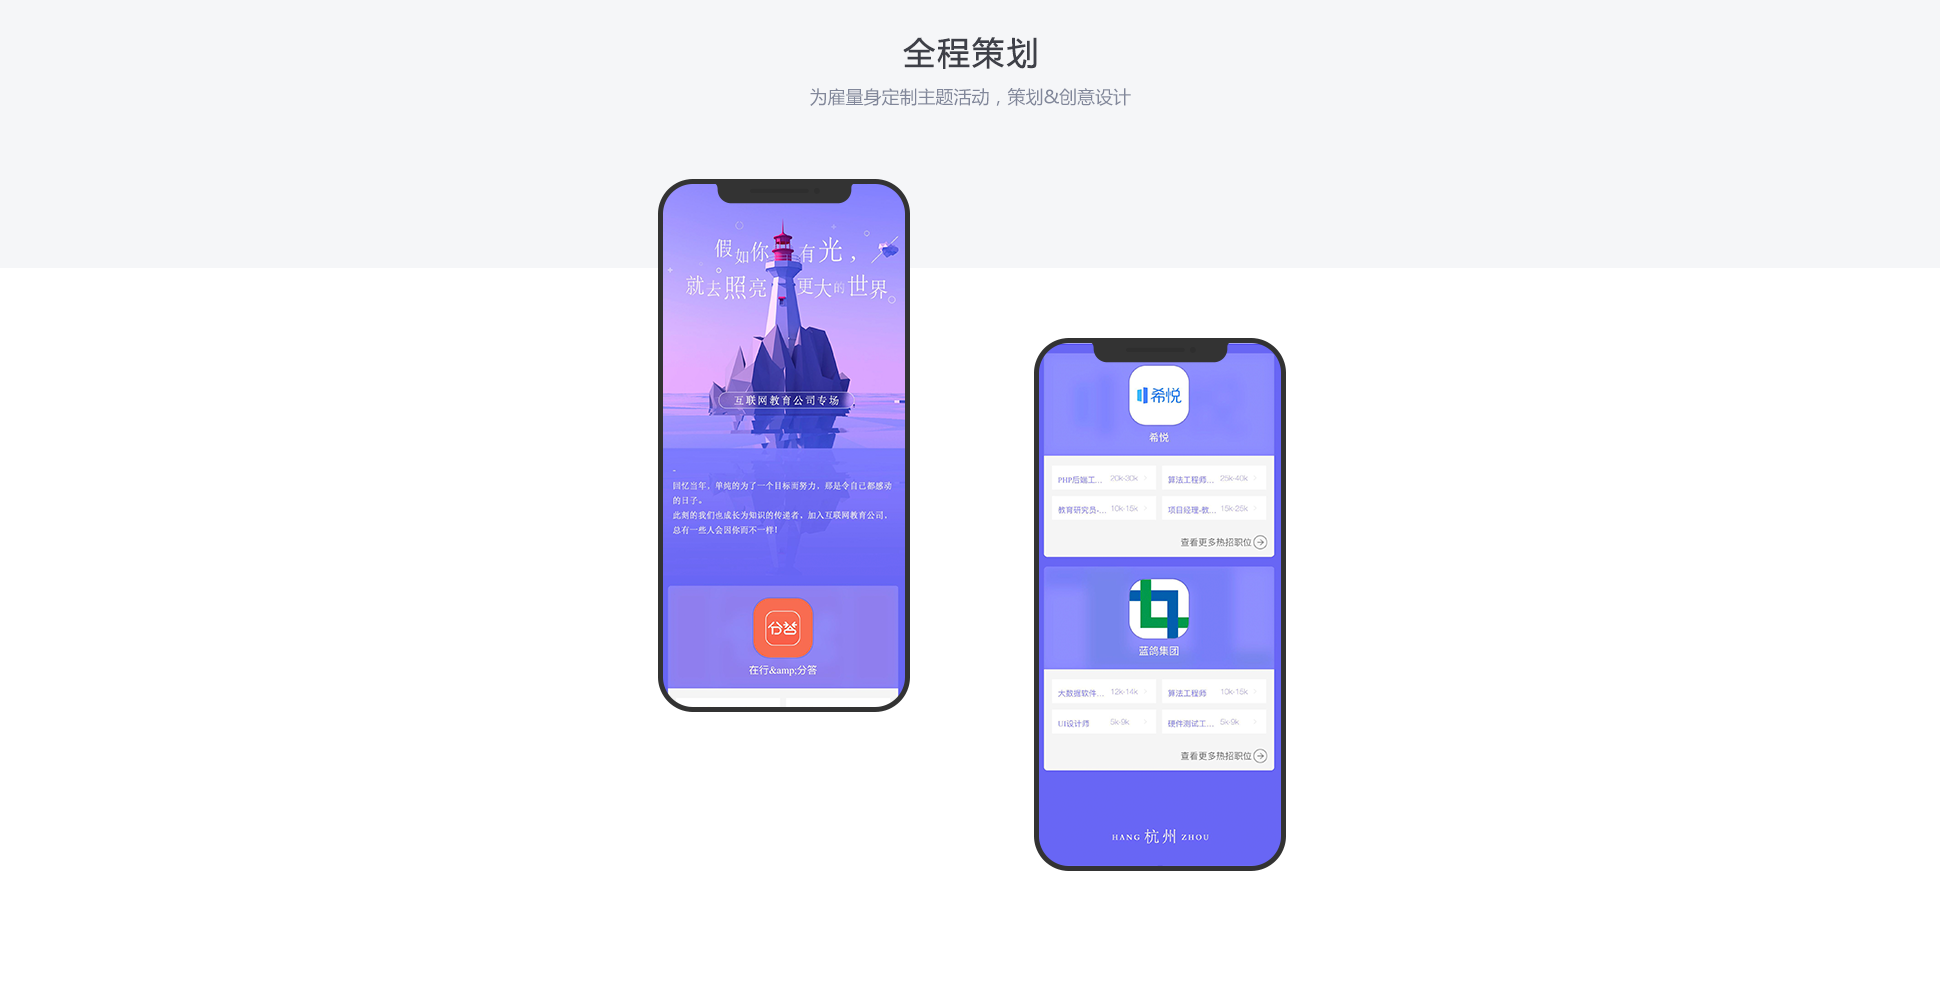 全程策划
为雇量身定制主题活动，策划&创意设计
假如你有光，
就去照亮更大的世界
互联网教育公司专场
-
回忆当年，单纯的为了一个目标而努力，那是令自己都感动
的日子。
此刻的我们也成长为知识的传递者，加入互联网教育公司，
总有一些人会因你而不一样！
分答
在行&amp;分答
希悦
希悦
PHP后端工... 20k-30k
算法工程师... 25k-40k
教育研究员-... 10k-15k
项目经理-教... 15k-25k
查看更多热招职位
蓝鸽集团
大数据软件... 12k-14k
算法工程师 10k-15k
UI设计师 5k-9k
硬件测试工... 5k-9k
查看更多热招职位
HANG 杭州 ZHOU